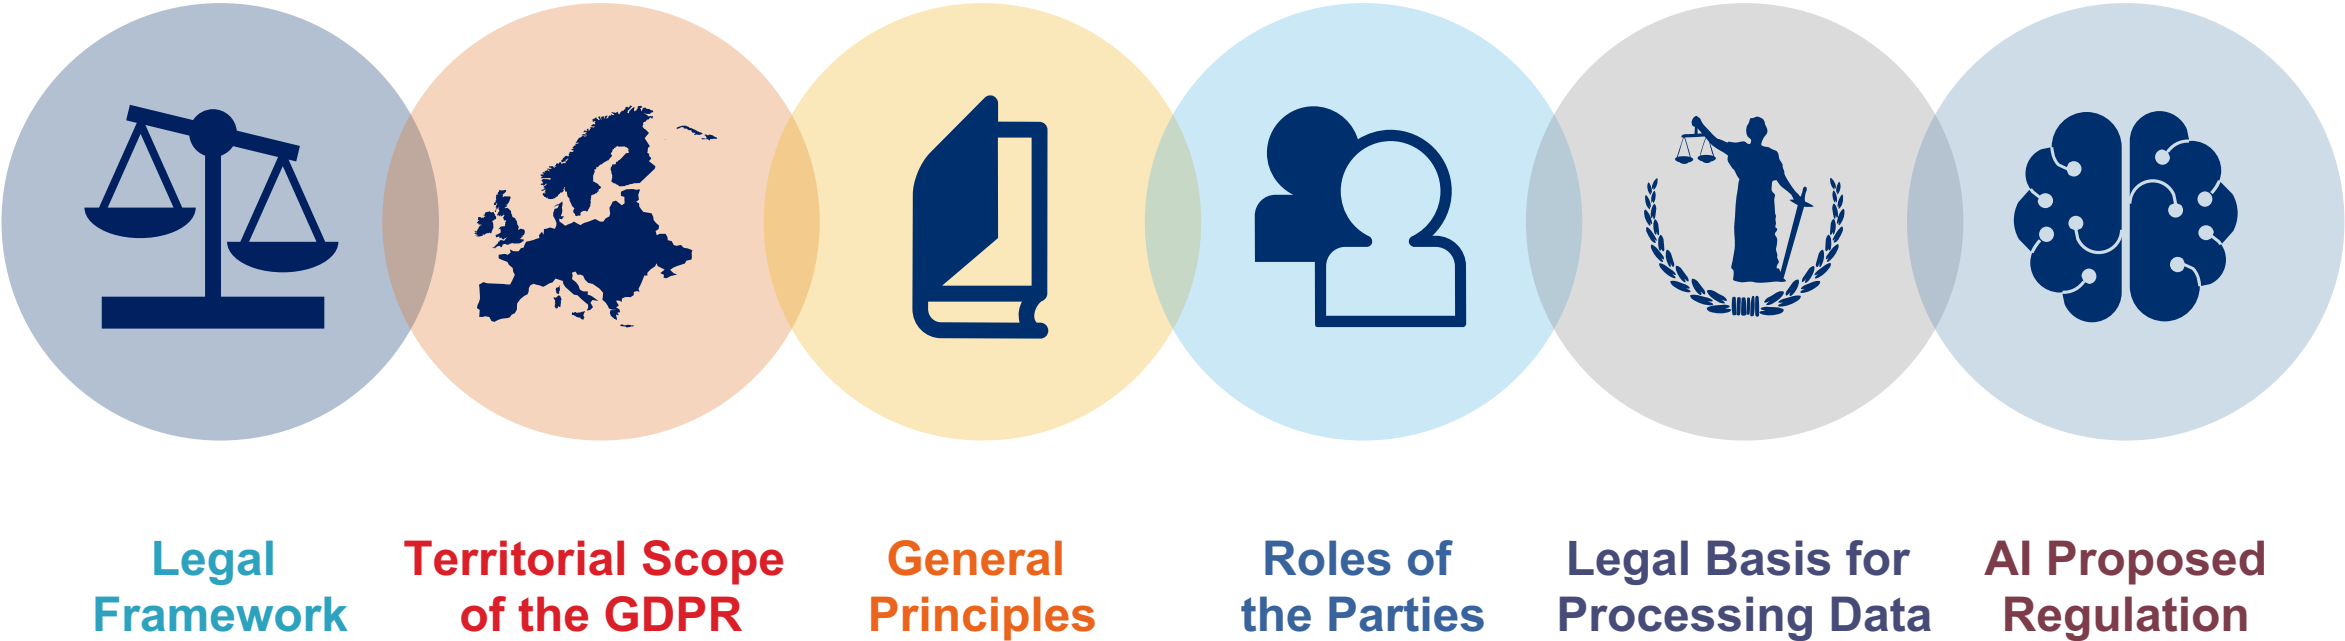 Legal
Framework
Territorial Scope
of the GDPR
General
Principles
Roles of
the Parties
Legal Basis for
Processing Data
AI Proposed
Regulation